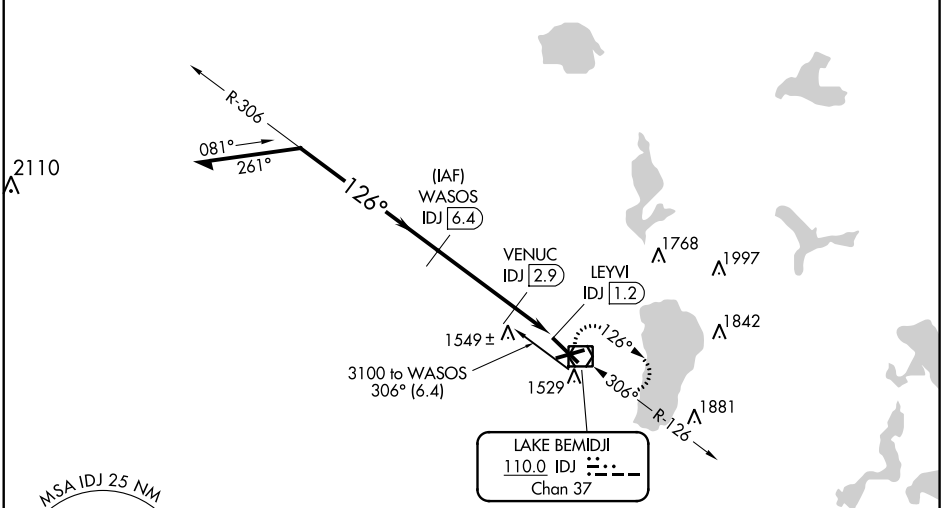 R-306
081°
261°
2110
126°
(IAF)
WASOS
IDJ 6.4
VENUC
IDJ 2.9
LEYVI
IDJ 1.2
1768
1997
1842
1549 ±
126°
3100 to WASOS
306° (6.4)
1529
306°
R-126
1881
LAKE BEMIDJI
110.0 IDJ
Chan 37
MSA IDJ 25 NM